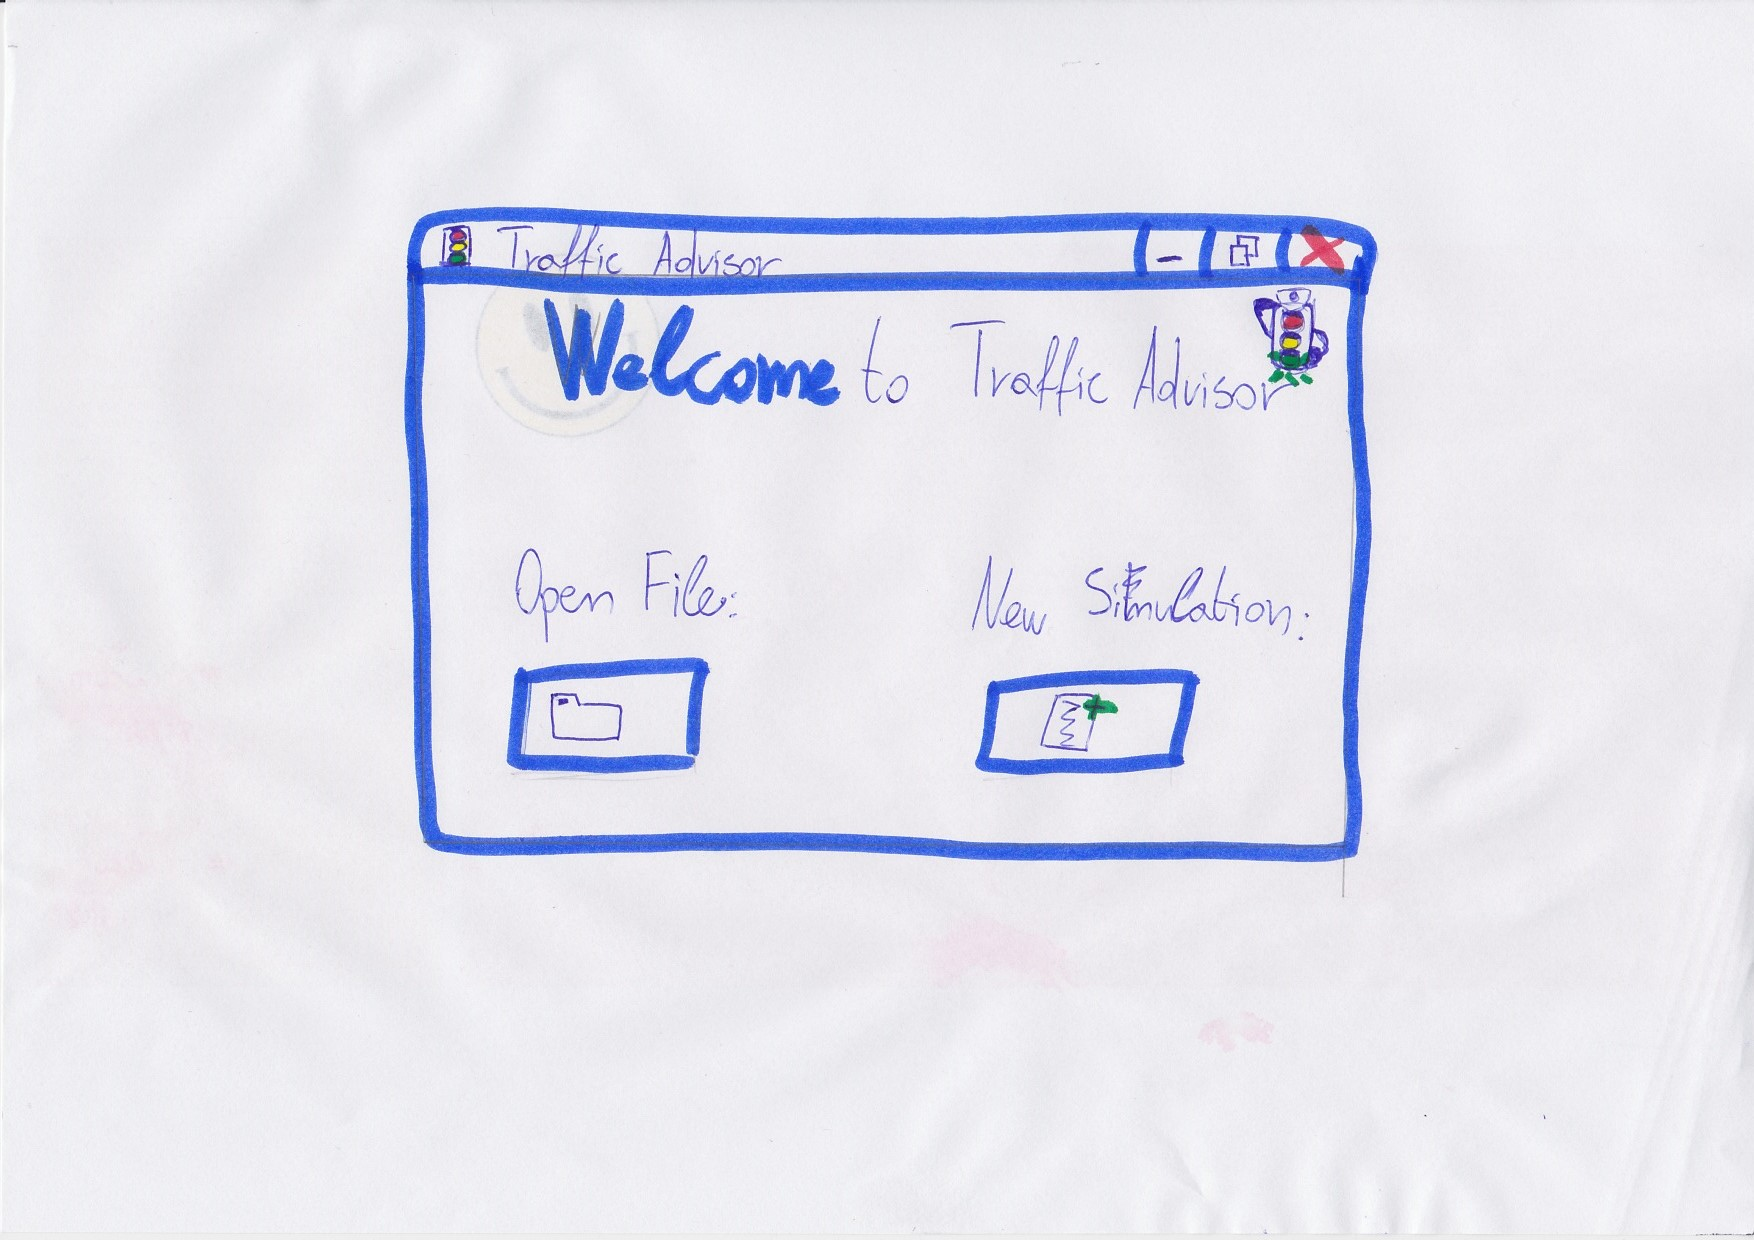 Traffic Advisor
Welcome to Traffic Advisor
Open File:
New Simulation: